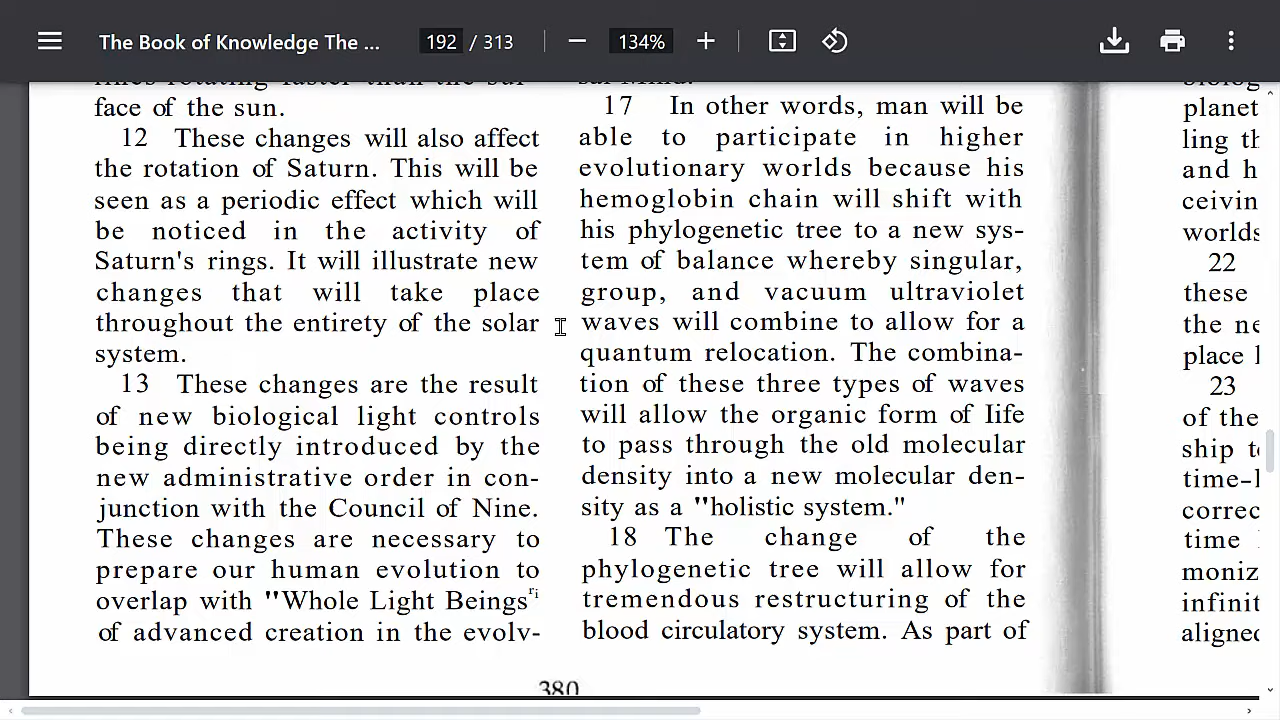 The Book of Knowledge The ...
192 / 313
134%
face of the sun.
12 These changes will also affect
the rotation of Saturn. This will be
seen as a periodic effect which will
be noticed in the activity of
Saturn's rings. It will illustrate new
changes that will take place
throughout the entirety of the solar
system.
13 These changes are the result
of new biological light controls
being directly introduced by the
new administrative order in con-
junction with the Council of Nine.
These changes are necessary to
prepare our human evolution to
overlap with "Whole Light Beings
of advanced creation in the evolv-
17 In other words, man will be
able to participate in higher
evolutionary worlds because his
hemoglobin chain will shift with
his phylogenetic tree to a new sys-
tem of balance whereby singular,
group, and vacuum ultraviolet
waves will combine to allow for a
quantum relocation. The combina-
tion of these three types of waves
will allow the organic form of Iife
to pass through the old molecular
density into a new molecular den-
sity as a "holistic system."
18 The change of the
phylogenetic tree will allow for
tremendous restructuring of the
blood circulatory system. As part of
380
planet
ling
and
worlds
22
these
the
place
23
of the
ship
time